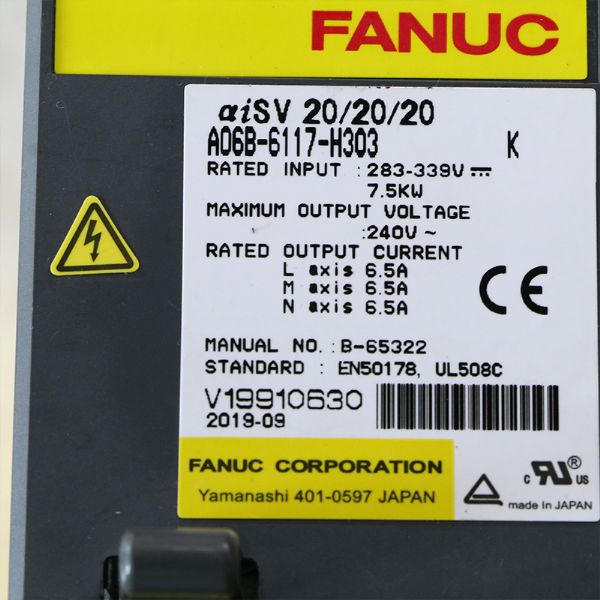 FANUC
αiSV 20/20/20
A06B-6117-H303 K
RATED INPUT : 283-339V ⎓
7.5KW
MAXIMUM OUTPUT VOLTAGE
:240V ~
RATED OUTPUT CURRENT
L axis 6.5A
M axis 6.5A
N axis 6.5A
CE
MANUAL NO. : B-65322
STANDARD : EN50178, UL508C
V19910630
2019-09
FANUC CORPORATION
Yamanashi 401-0597 JAPAN
c RU ® US
made in JAPAN